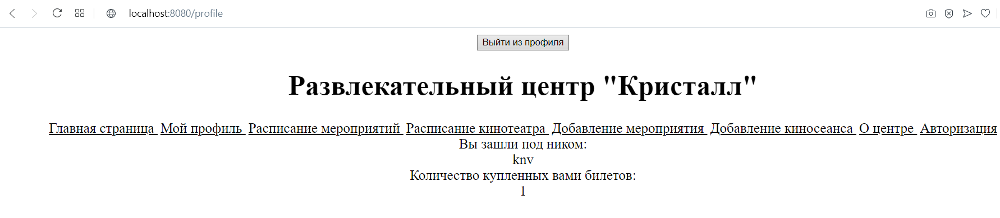 localhost:8080/profile
Выйти из профиля
Развлекательный центр "Кристалл"
Главная страница Мой профиль Расписание мероприятий Расписание кинотеатра Добавление мероприятия Добавление киносеанса О центре Авторизация
Вы зашли под ником:
knv
Количество купленных вами билетов:
1